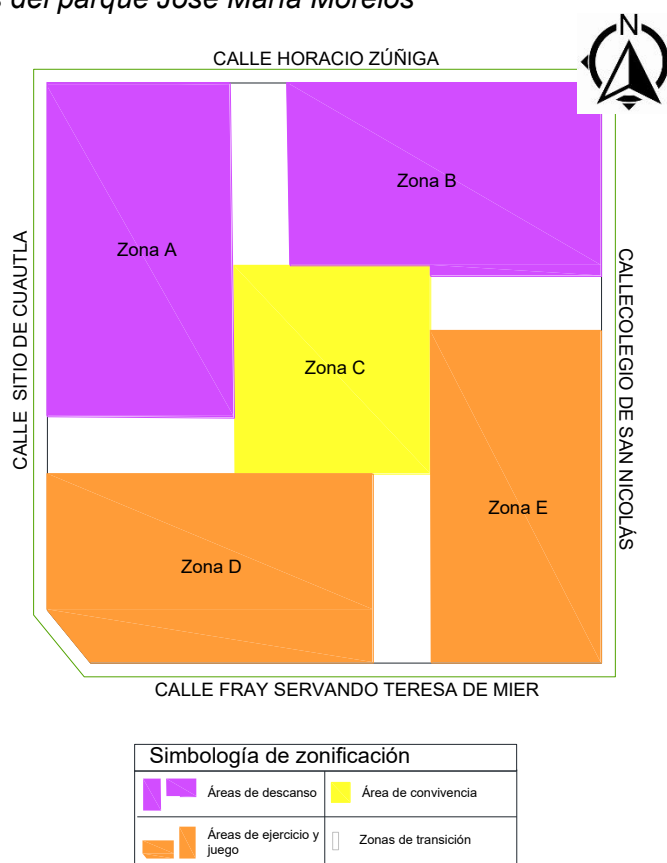 del parque José María Morelos
N
CALLE HORACIO ZÚÑIGA
Zona B
Zona A
CALLE SITIO DE CUAUTLA
CALLECOLEGIO DE SAN NICOLÁS
Zona C
Zona E
Zona D
CALLE FRAY SERVANDO TERESA DE MIER
Simbología de zonificación
Áreas de descanso
Área de convivencia
Áreas de ejercicio y
juego
Zonas de transición